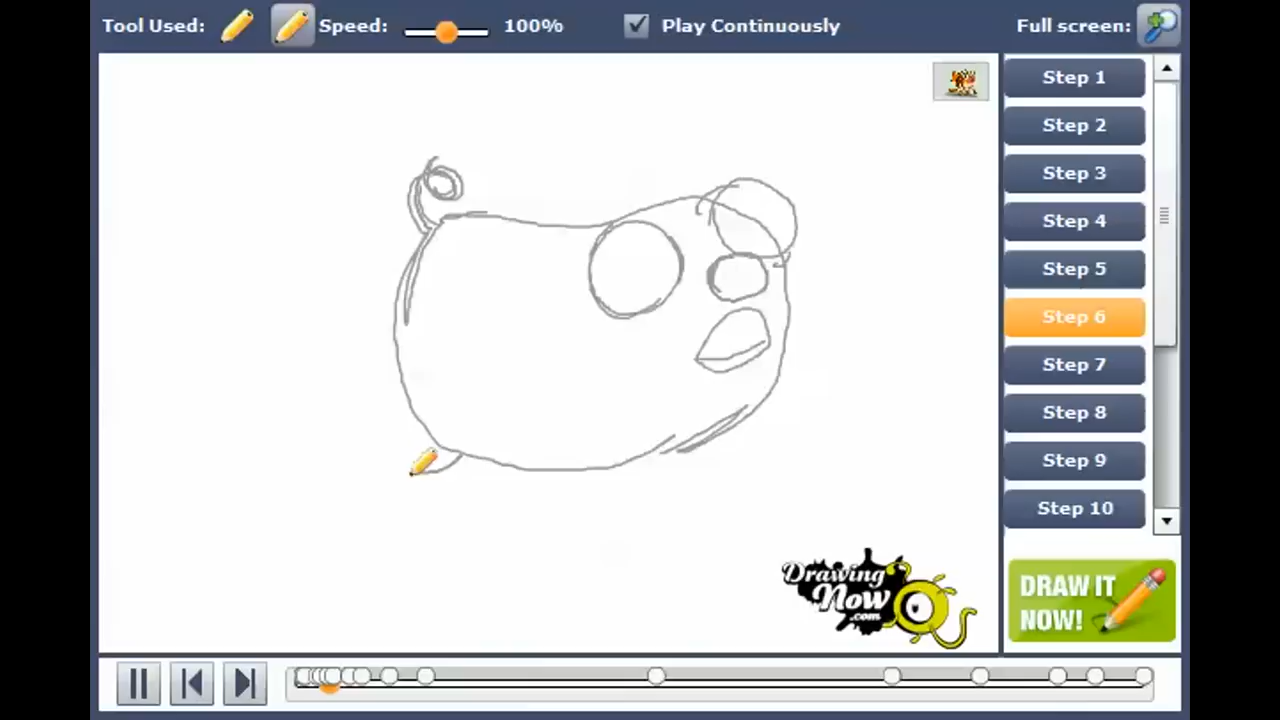 Tool Used: Speed: 100% Play Continuously Full screen:
Step 1
Step 2
Step 3
Step 4
Step 5
Step 6
Step 7
Step 8
Step 9
Step 10
Drawing
Now
.com
DRAW IT
NOW!